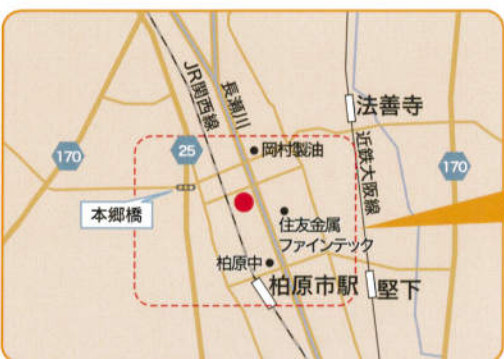 JR関西線
長瀬川
法善寺
170
25
岡村製油
近鉄大阪線
170
本郷橋
住友金属
ファインテック
柏原中
柏原市駅
堅下